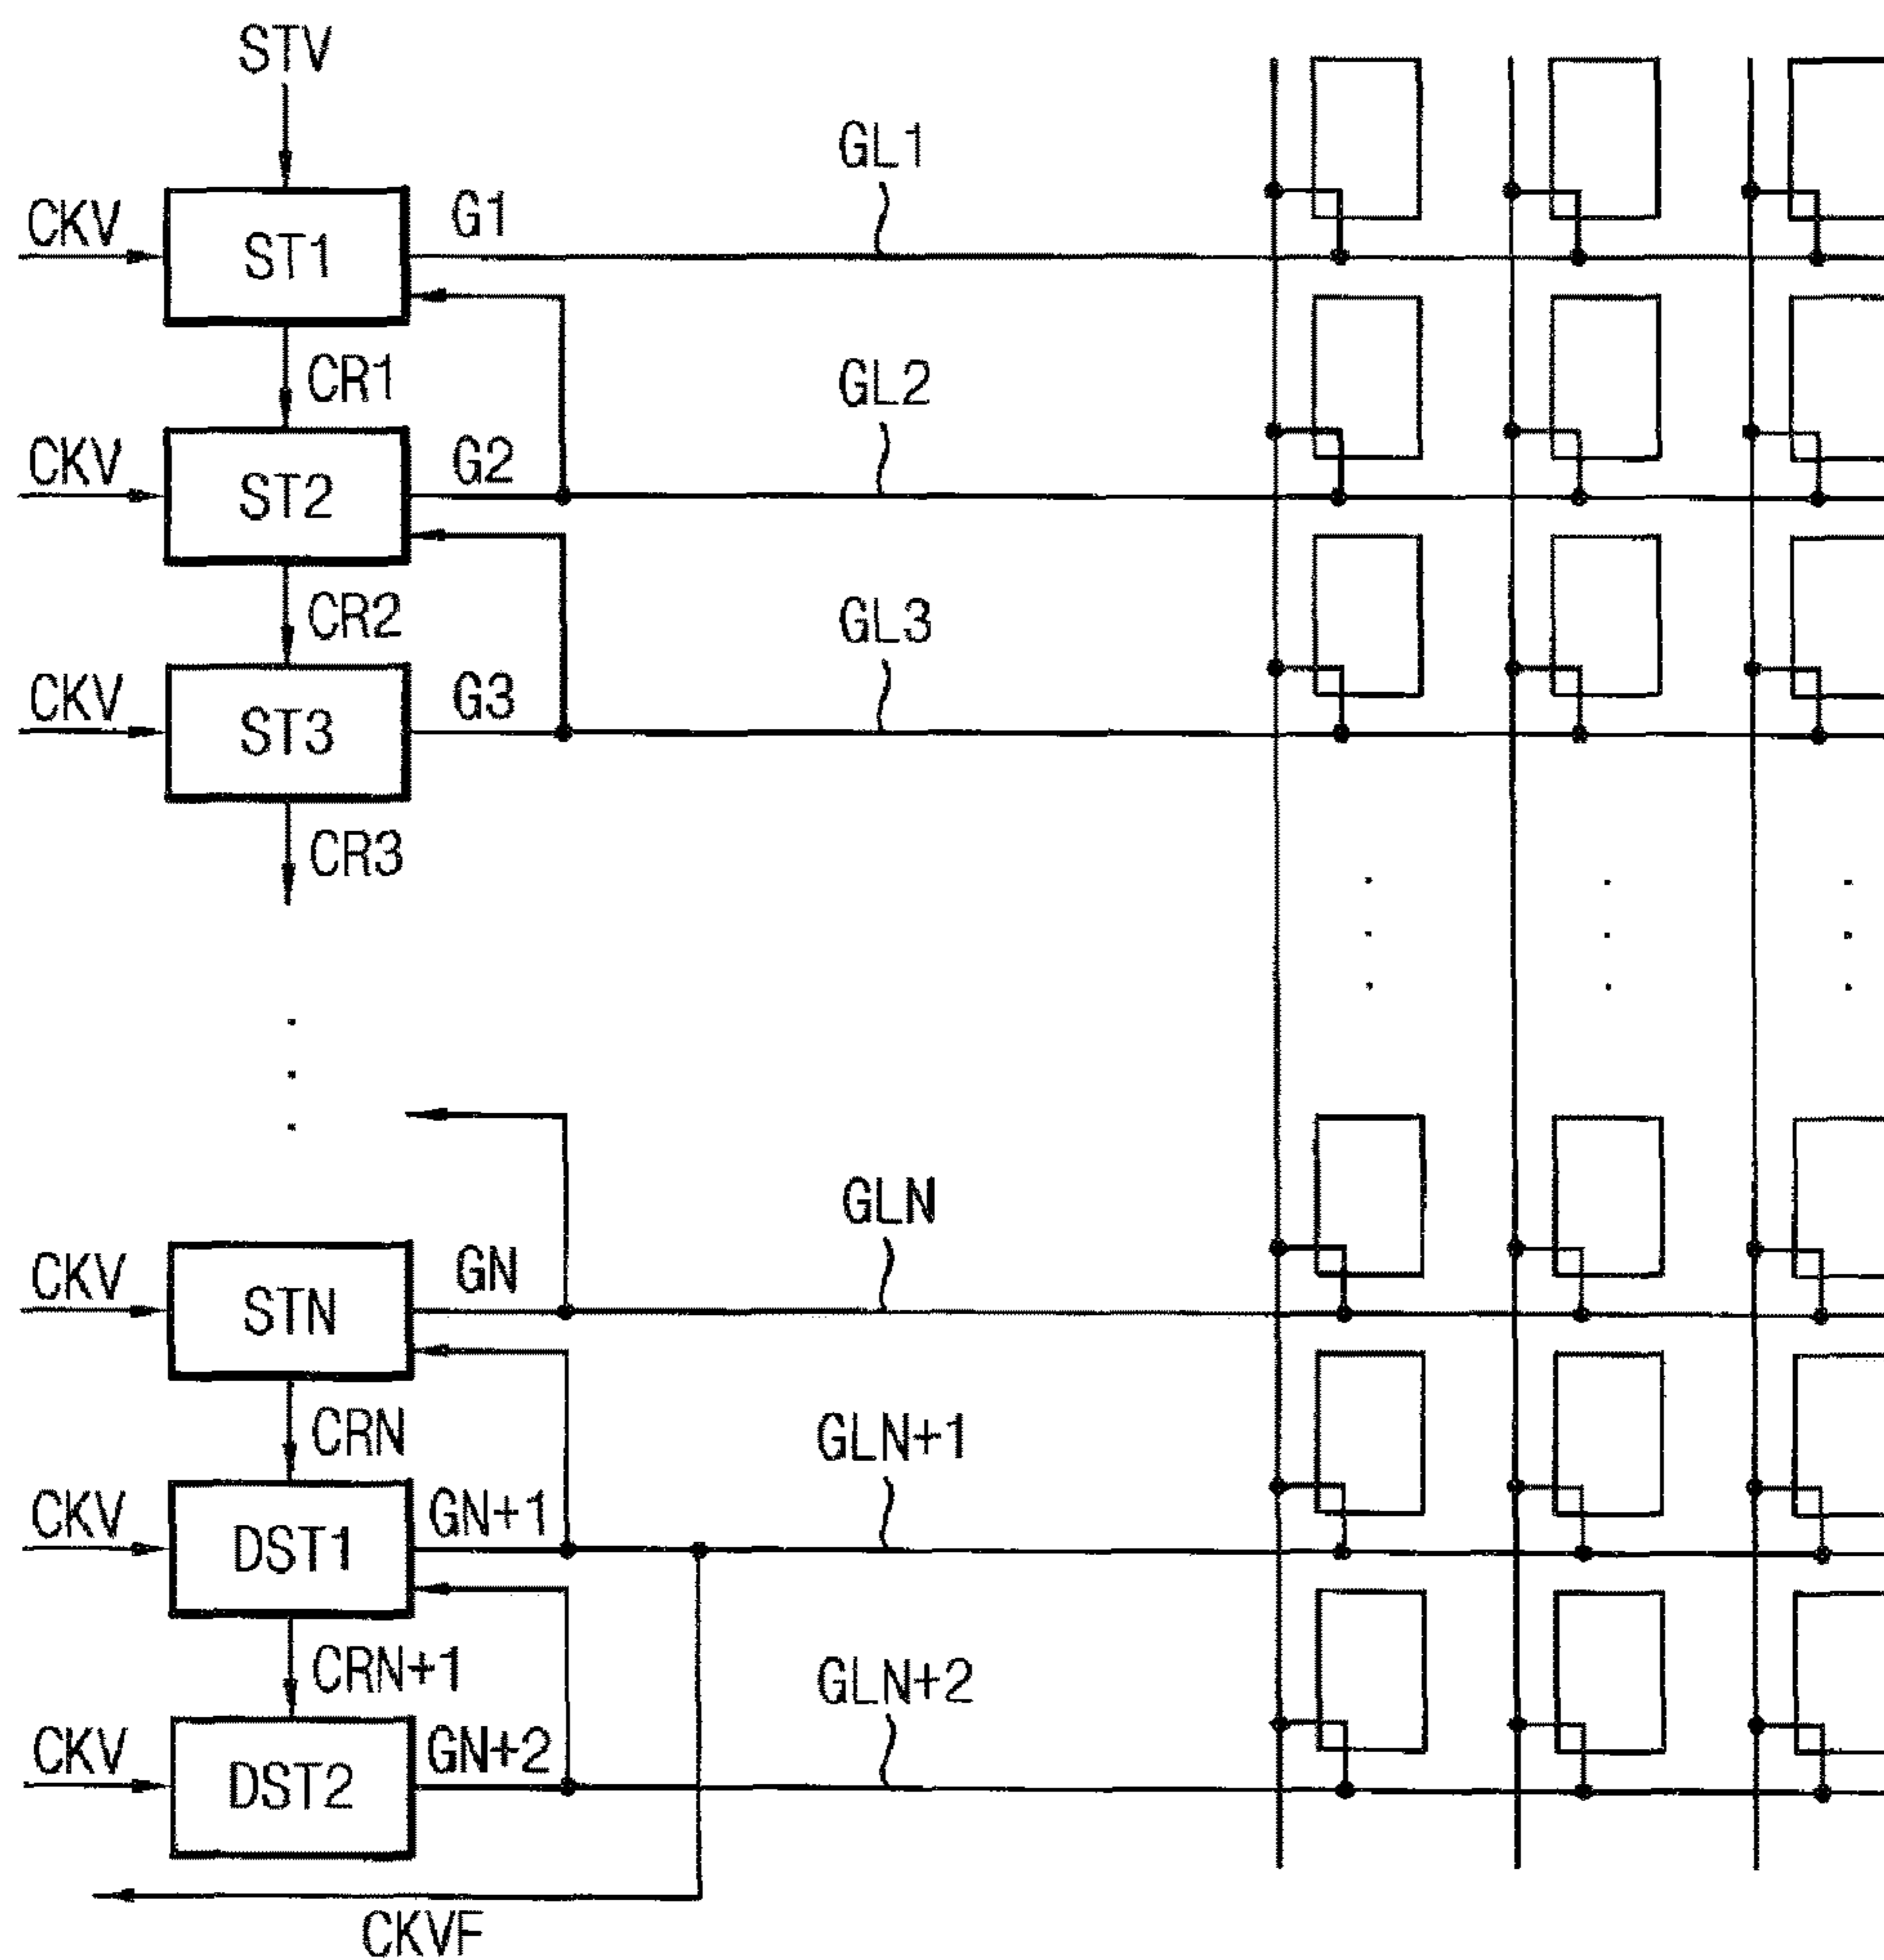 STV
GL1
CKV
G1
ST1
CR1
GL2
CKV
G2
ST2
CR2
GL3
CKV
G3
ST3
CR3
GLN
CKV
GN
STN
CRN
GLN+1
CKV
GN+1
DST1
CRN+1
GLN+2
CKV
GN+2
DST2
CKVF